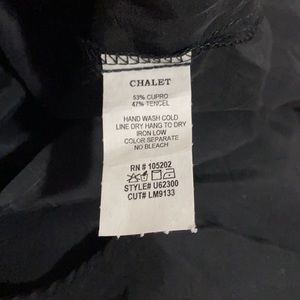 CHALET
53% CUPRO
47% TENCEL
HAND WASH COLD
LINE DRY HANG TO DRY
IRON LOW
COLOR SEPARATE
NO BLEACH
RN # 105202
STYLE# U62300
CUT# LM9133